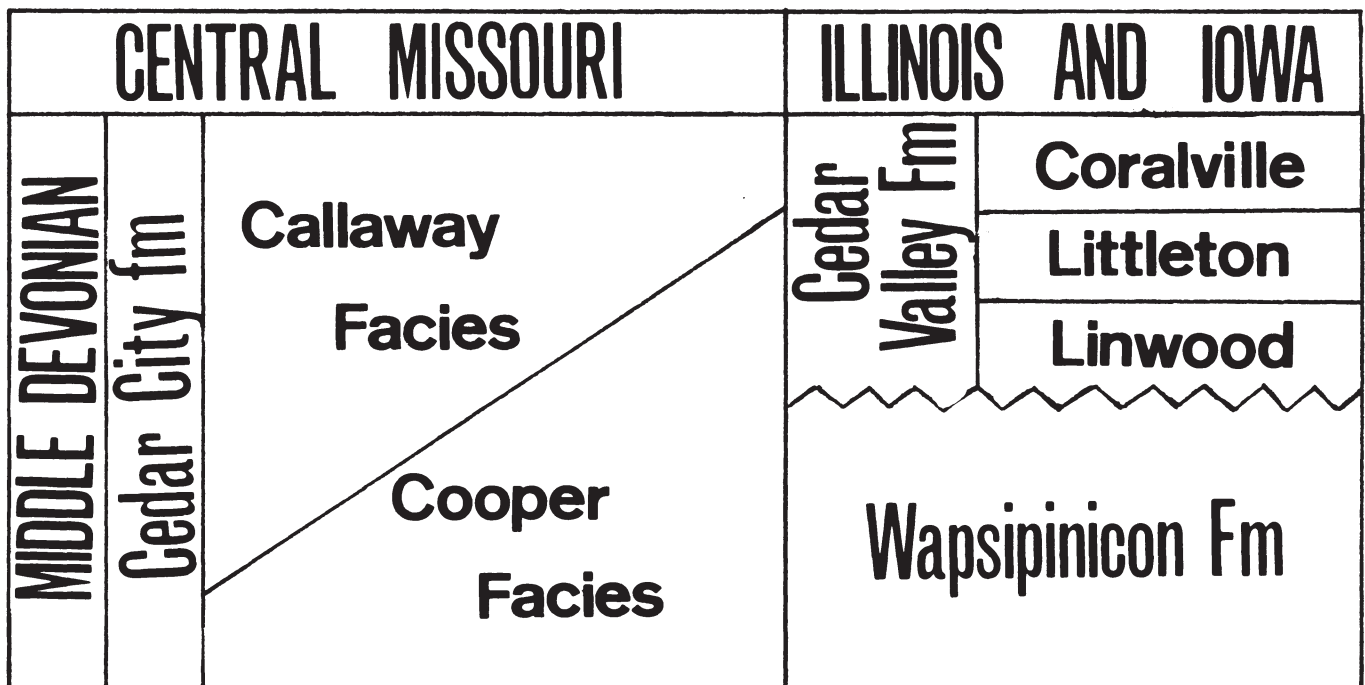 CENTRAL MISSOURI
ILLINOIS AND IOWA
MIDDLE DEVONIAN
Cedar City fm
Callaway
Facies
Cooper
Facies
Cedar
Valley Fm
Coralville
Littleton
Linwood
Wapsipinicon Fm